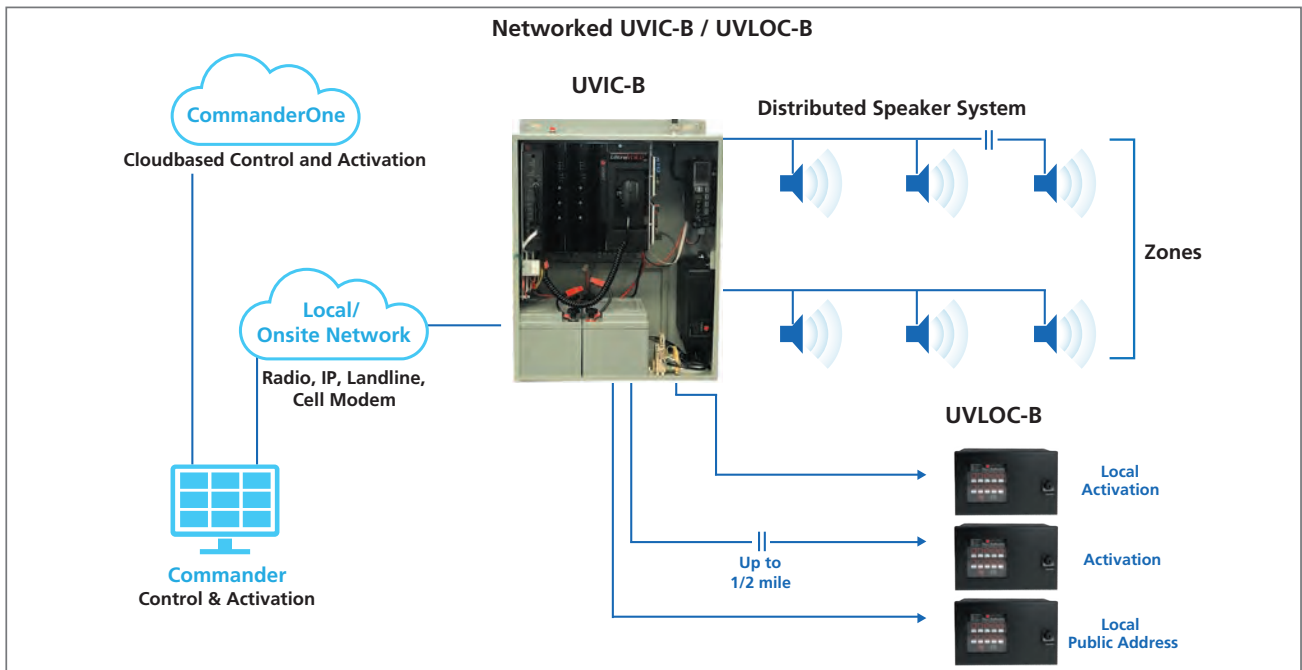 Networked UVIC-B / UVLOC-B
CommanderOne
Cloudbased Control and Activation
Local/
Onsite Network
Radio, IP, Landline,
Cell Modem
Commander
Control & Activation
UVIC-B
Distributed Speaker System
Zones
UVLOC-B
Local
Activation
Up to
1/2 mile
Activation
Local
Public Address